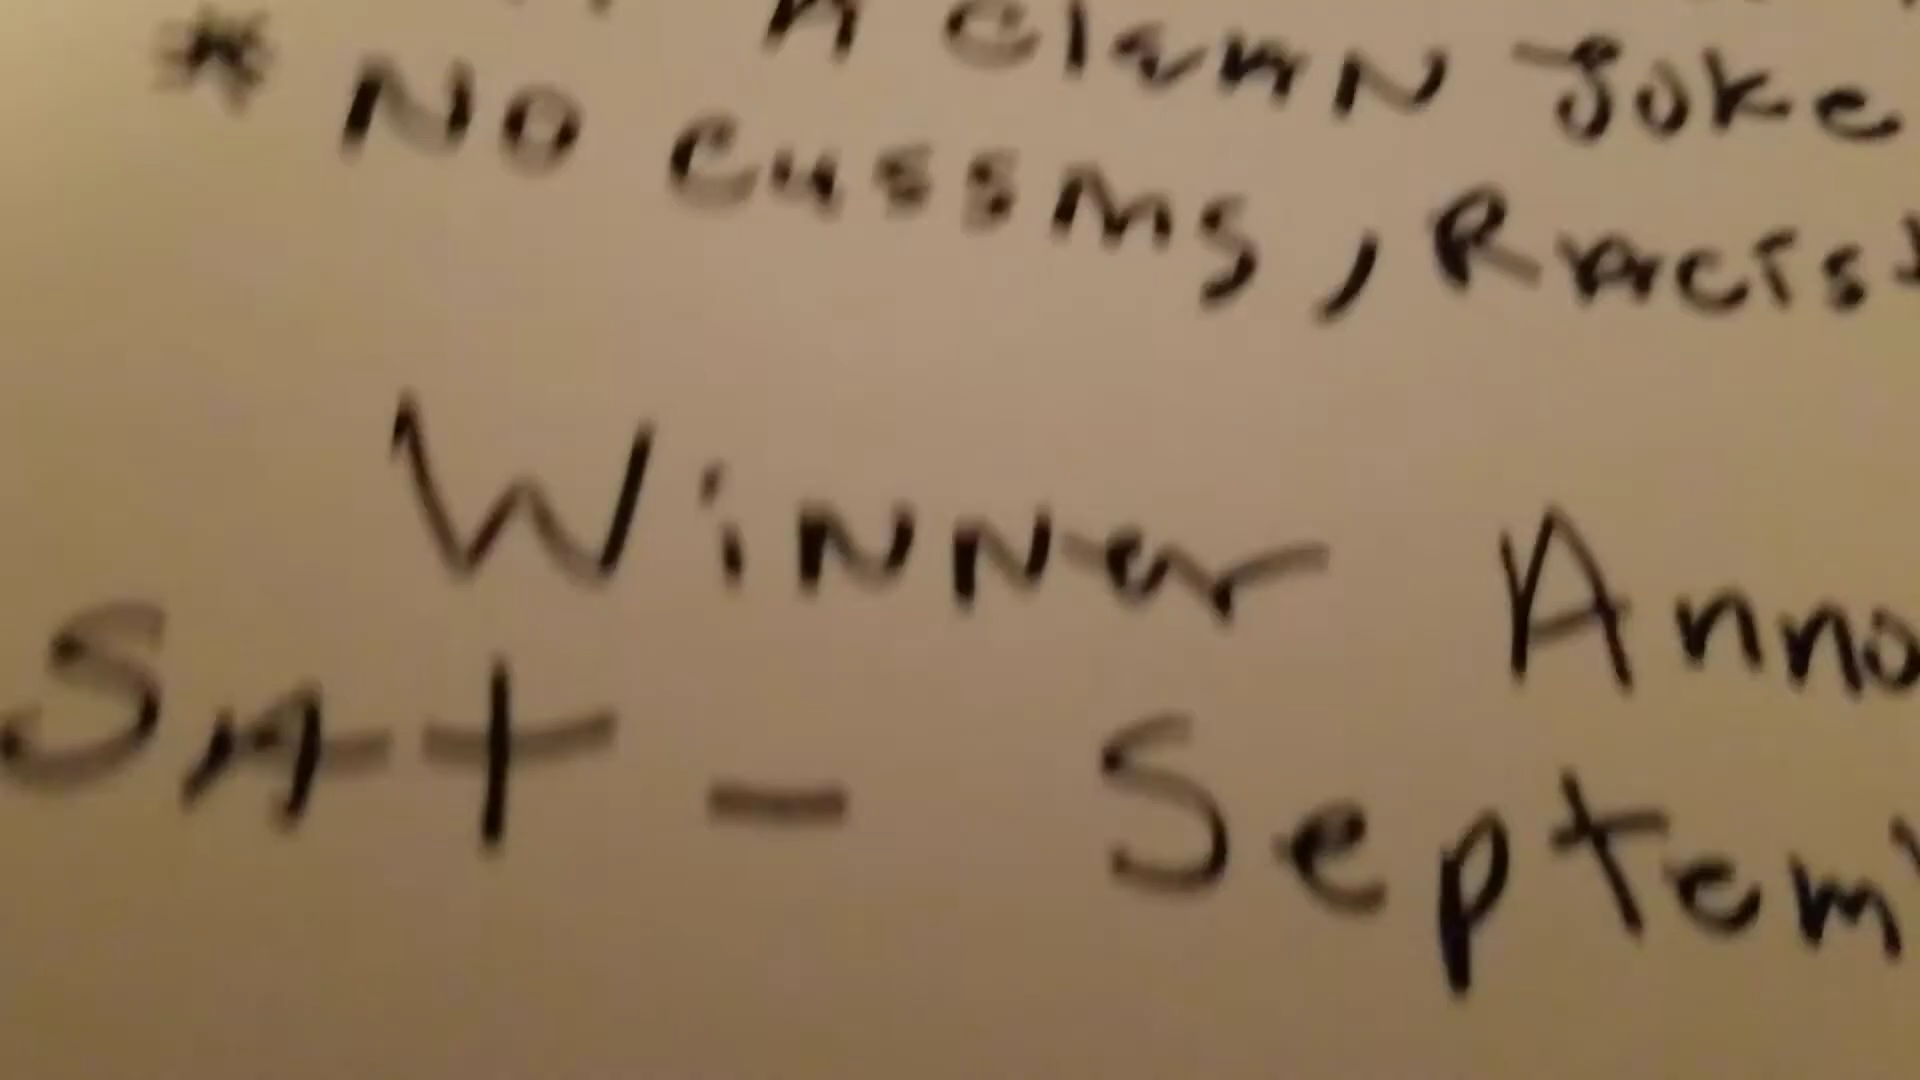 A clean Joke
* No Cussing, Racist
Winner Anno
Sat - Septem